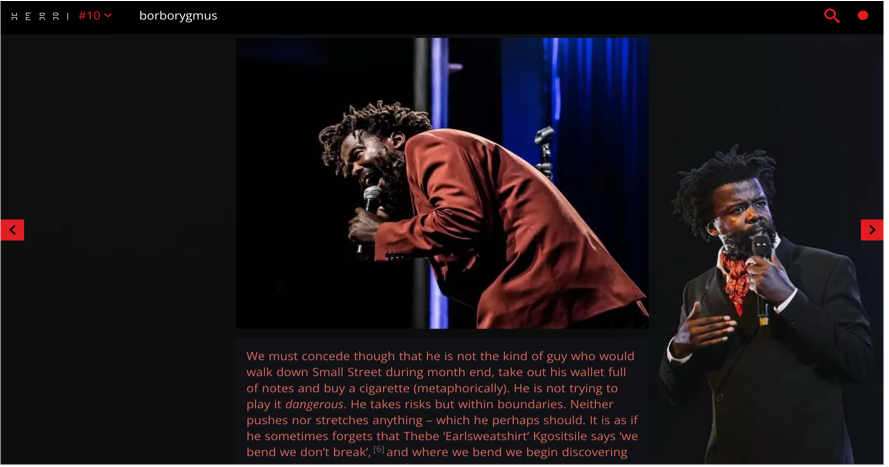 HERRI #10 borborygmus
We must concede though that he is not the kind of guy who would
walk down Small Street during month end, take out his wallet full
of notes and buy a cigarette (metaphorically). He is not trying to
play it dangerous. He takes risks but within boundaries. Neither
pushes nor stretches anything – which he perhaps should. It is as if
he sometimes forgets that Thebe ‘Earlsweatshirt’ Kgositsile says ‘we
bend we don’t break’, [6] and where we bend we begin discovering